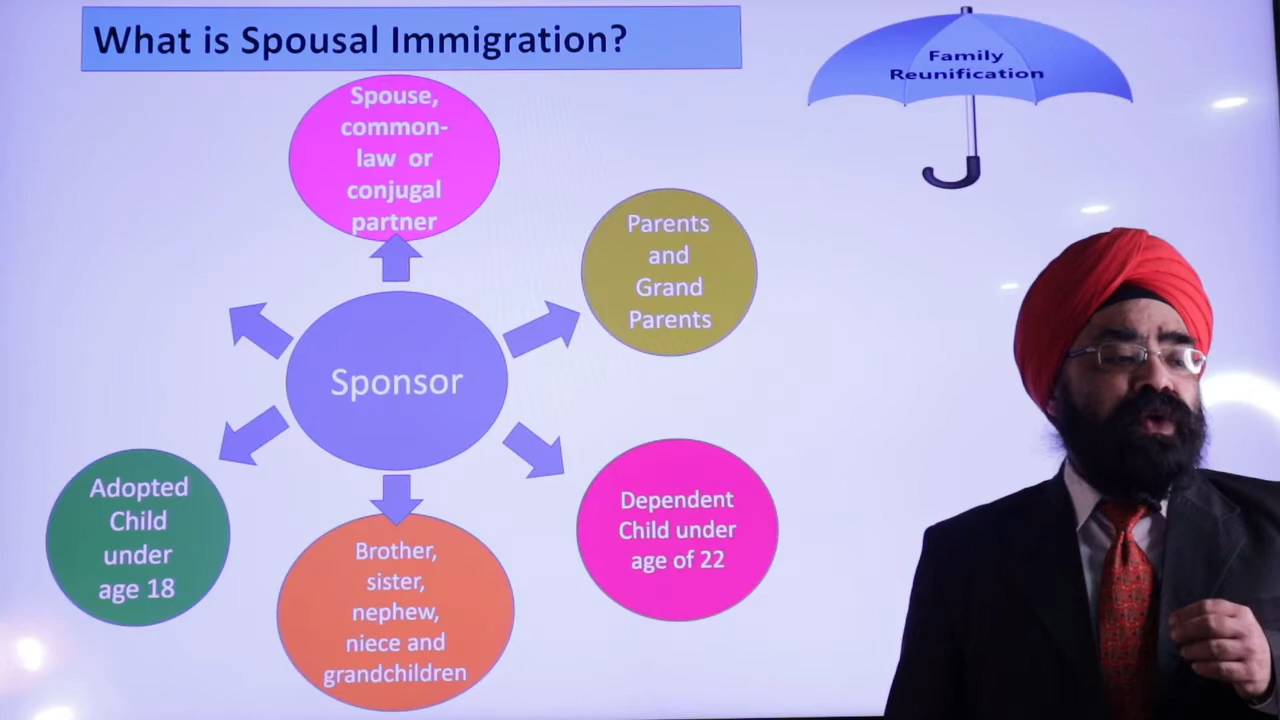 What is Spousal Immigration?
Family
Reunification
Spouse,
common-
law or
conjugal
partner
Parents
and
Grand
Parents
Sponsor
Adopted
Child
under
age 18
Dependent
Child under
age of 22
Brother,
sister,
nephew,
niece and
grandchildren